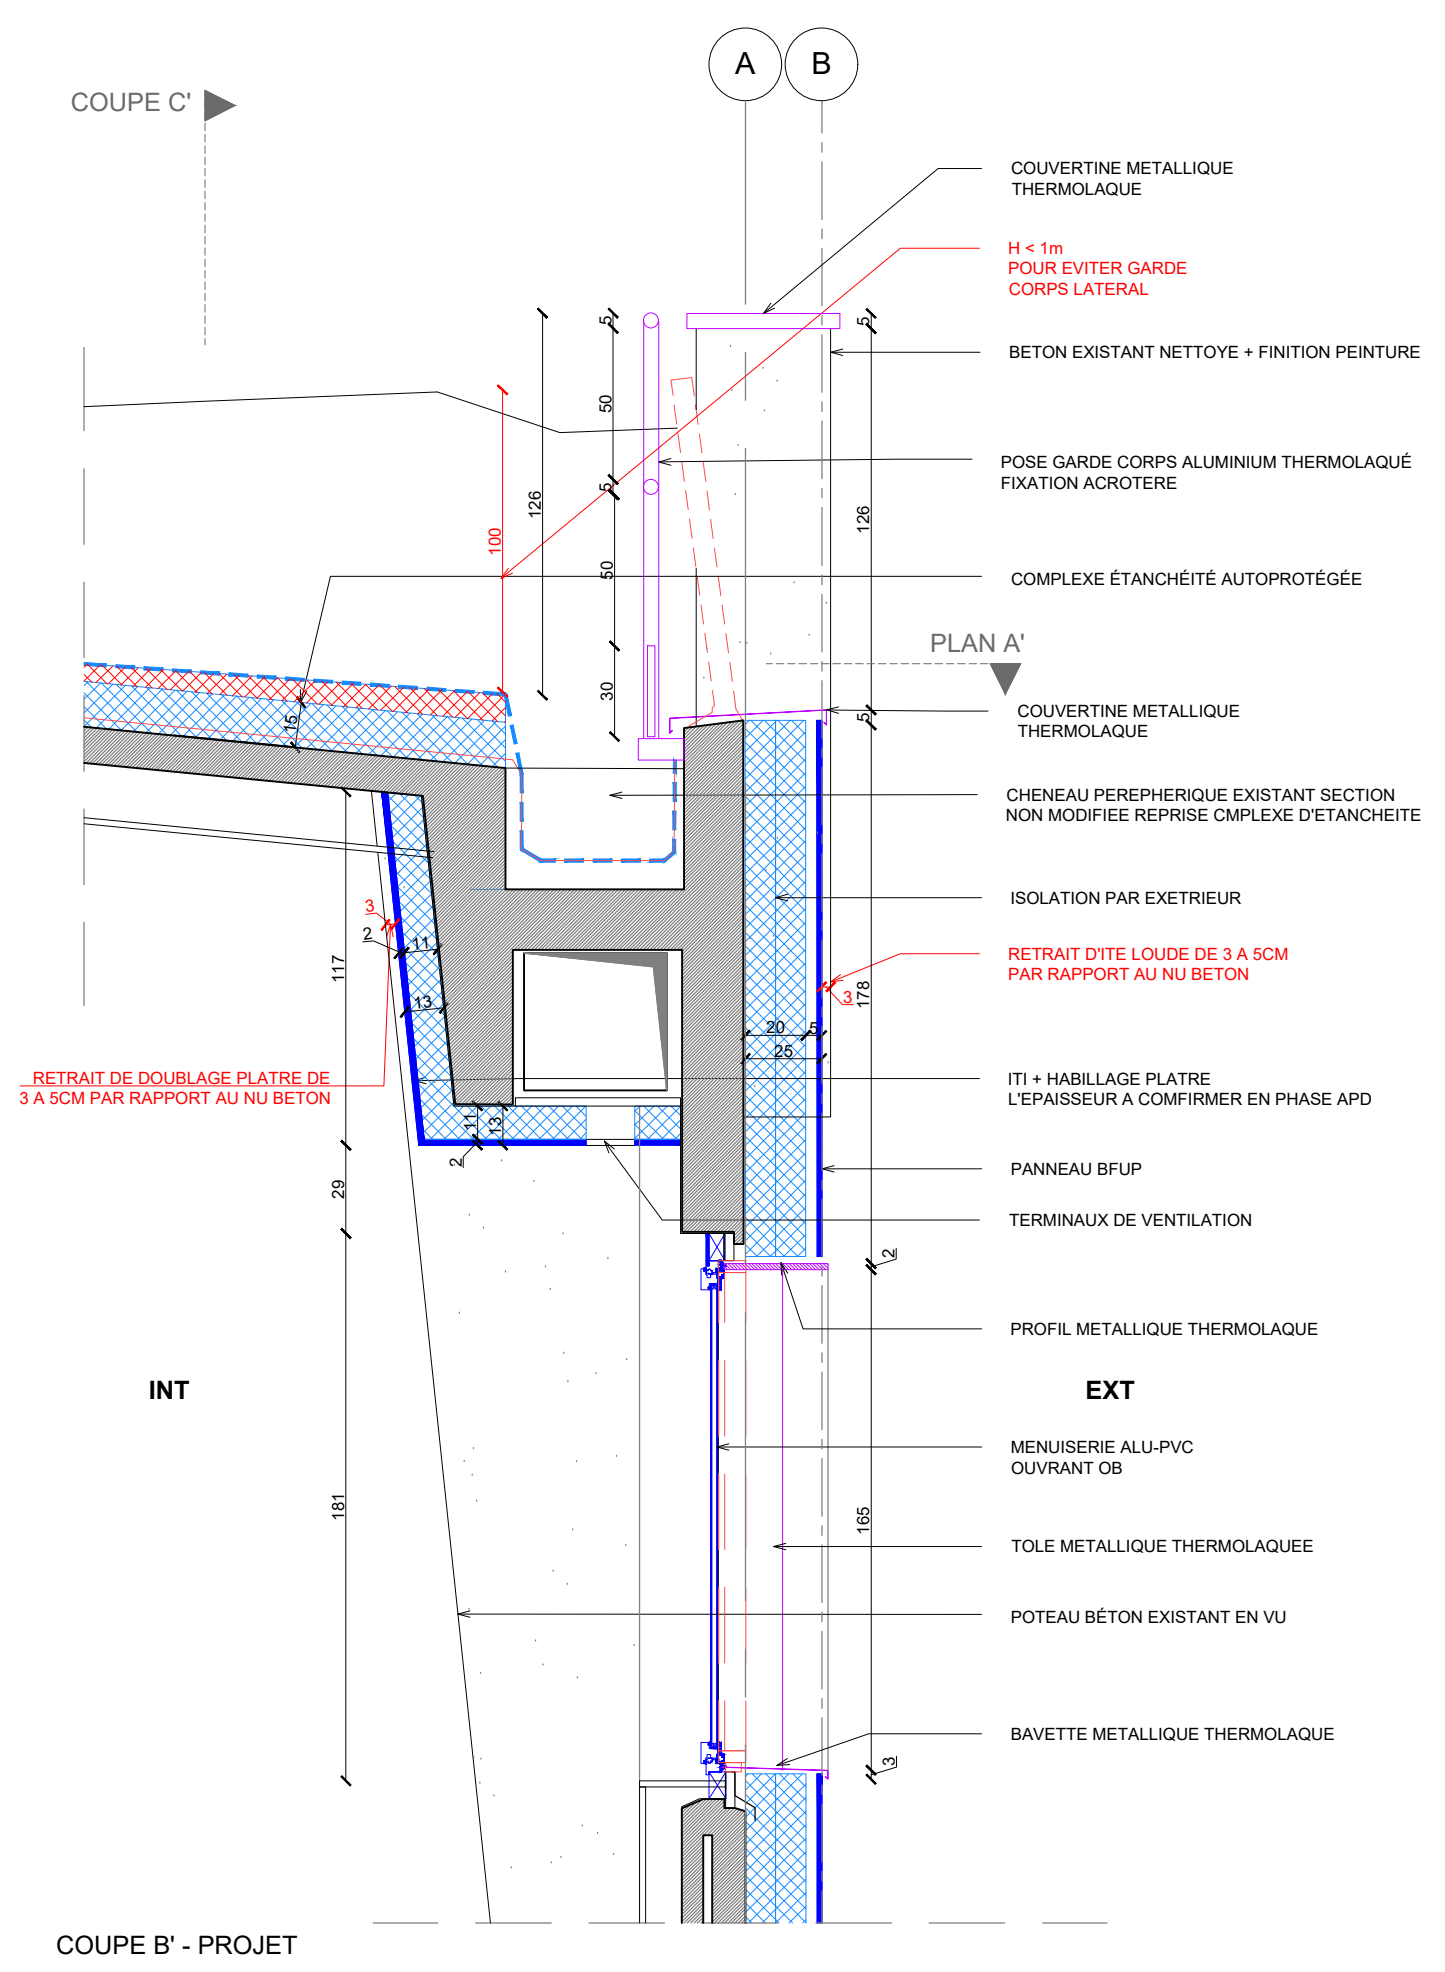 A
B
COUPE C'
COUVERTINE METALLIQUE
THERMOLAQUE
H < 1m
POUR EVITER GARDE
CORPS LATERAL
5
5
BETON EXISTANT NETTOYE + FINITION PEINTURE
50
POSE GARDE CORPS ALUMINIUM THERMOLAQUÉ
FIXATION ACROTERE
5
126
126
100
50
COMPLEXE ÉTANCHÉITÉ AUTOPROTÉGÉE
PLAN A'
30
15
5
COUVERTINE METALLIQUE
THERMOLAQUE
CHENEAU PEREPHERIQUE EXISTANT SECTION
NON MODIFIEE REPRISE CMPLEXE D'ETANCHEITE
ISOLATION PAR EXETRIEUR
3
2
11
117
RETRAIT D'ITE LOUDE DE 3 A 5CM
PAR RAPPORT AU NU BETON
3
178
13
20
5
25
RETRAIT DE DOUBLAGE PLATRE DE
3 A 5CM PAR RAPPORT AU NU BETON
ITI + HABILLAGE PLATRE
L'EPAISSEUR A COMFIRMER EN PHASE APD
11
13
2
PANNEAU BFUP
29
TERMINAUX DE VENTILATION
2
PROFIL METALLIQUE THERMOLAQUE
INT
EXT
MENUISERIE ALU-PVC
OUVRANT OB
181
165
TOLE METALLIQUE THERMOLAQUEE
POTEAU BÉTON EXISTANT EN VU
BAVETTE METALLIQUE THERMOLAQUE
3
COUPE B' - PROJET